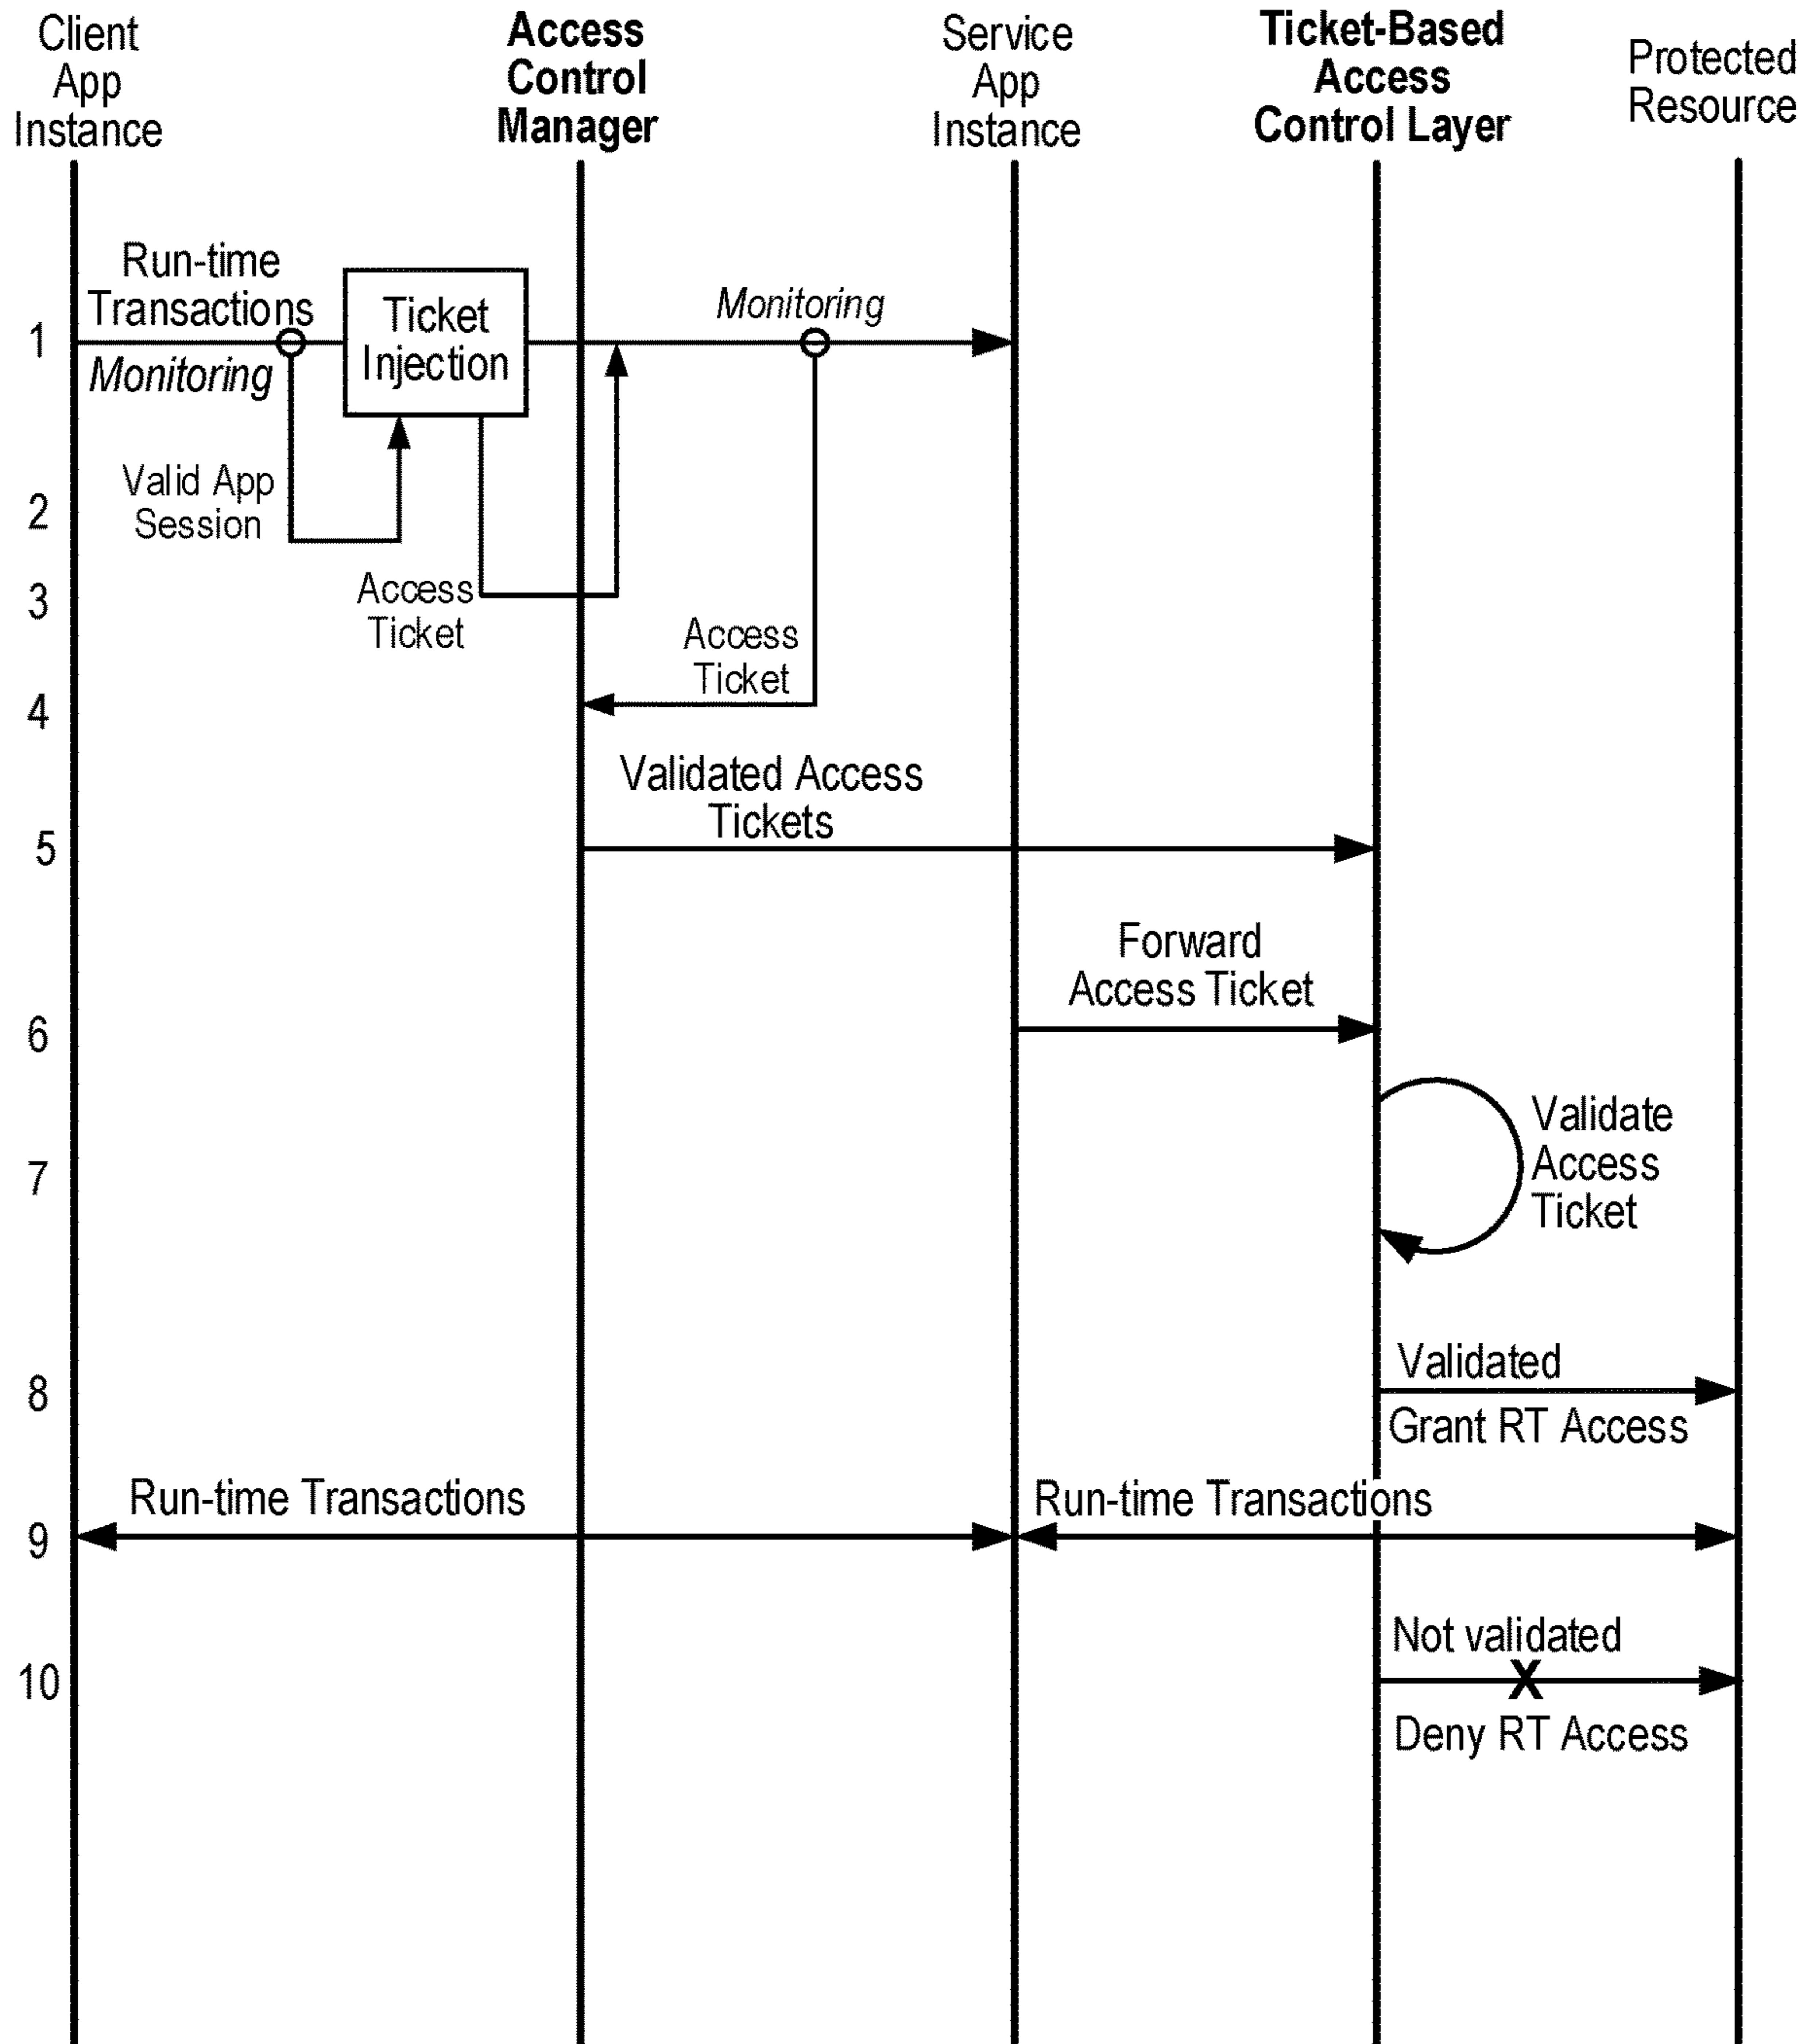 Client
App
Instance
Access
Control
Manager
Service
App
Instance
Ticket-Based
Access
Control Layer
Protected
Resource
Run-time
Transactions
Monitoring
Ticket
Injection
Monitoring
1
Valid App
Session
2
Access
Ticket
3
Access
Ticket
4
Validated Access
Tickets
5
Forward
Access Ticket
6
Validate
Access
Ticket
7
Validated
Grant RT Access
8
Run-time Transactions
Run-time Transactions
9
Not validated
X
Deny RT Access
10